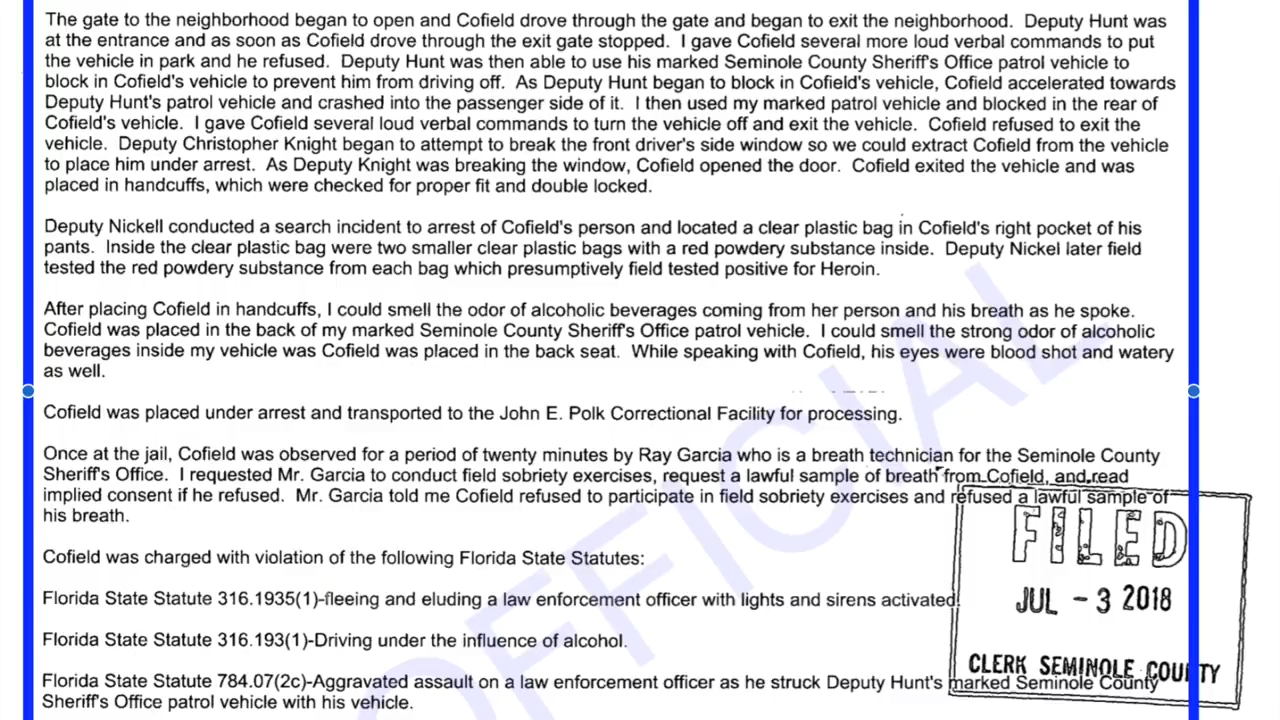 The gate to the neighborhood began to open and Cofield drove through the gate and began to exit the neighborhood. Deputy Hunt was
at the entrance and as soon as Cofield drove through the exit gate stopped. I gave Cofield several more loud verbal commands to put
the vehicle in park and he refused. Deputy Hunt was then able to use his marked Seminole County Sheriff's Office patrol vehicle to
block in Cofield's vehicle to prevent him from driving off. As Deputy Hunt began to block in Cofield's vehicle, Cofield accelerated towards
Deputy Hunt's patrol vehicle and crashed into the passenger side of it. I then used my marked patrol vehicle and blocked in the rear of
Cofield's vehicle. I gave Cofield several loud verbal commands to turn the vehicle off and exit the vehicle. Cofield refused to exit the
vehicle. Deputy Christopher Knight began to attempt to break the front driver's side window so we could extract Cofield from the vehicle
to place him under arrest. As Deputy Knight was breaking the window, Cofield opened the door. Cofield exited the vehicle and was
placed in handcuffs, which were checked for proper fit and double locked.
Deputy Nickell conducted a search incident to arrest of Cofield's person and located a clear plastic bag in Cofield's right pocket of his
pants. Inside the clear plastic bag were two smaller clear plastic bags with a red powdery substance inside. Deputy Nickel later field
tested the red powdery substance from each bag which presumptively field tested positive for Heroin.
After placing Cofield in handcuffs, I could smell the odor of alcoholic beverages coming from her person and his breath as he spoke.
Cofield was placed in the back of my marked Seminole County Sheriff's Office patrol vehicle. I could smell the strong odor of alcoholic
beverages inside my vehicle was Cofield was placed in the back seat. While speaking with Cofield, his eyes were blood shot and watery
as well.
Cofield was placed under arrest and transported to the John E. Polk Correctional Facility for processing.
Once at the jail, Cofield was observed for a period of twenty minutes by Ray Garcia who is a breath technician for the Seminole County
Sheriff's Office. I requested Mr. Garcia to conduct field sobriety exercises, request a lawful sample of breath from Cofield, and read
implied consent if he refused. Mr. Garcia told me Cofield refused to participate in field sobriety exercises and refused a lawful sample of
his breath.
Cofield was charged with violation of the following Florida State Statutes:
Florida State Statute 316.1935(1)-fleeing and eluding a law enforcement officer with lights and sirens activated.
Florida State Statute 316.193(1)-Driving under the influence of alcohol.
Florida State Statute 784.07(2c)-Aggravated assault on a law enforcement officer as he struck Deputy Hunt's marked Seminole County
Sheriff's Office patrol vehicle with his vehicle.
FILED
JUL - 3 2018
CLERK SEMINOLE COUNTY
OFFICIAL